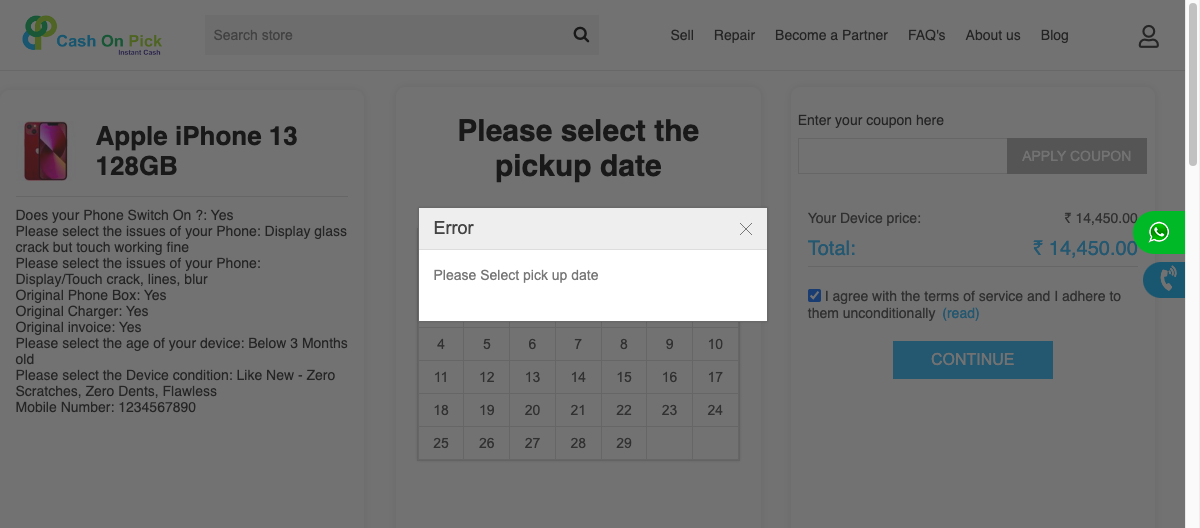 Cash On Pick
Instant Cash
Search store
Sell
Repair
Become a Partner
FAQ's
About us
Blog
Apple iPhone 13
128GB
Does your Phone Switch On ?: Yes
Please select the issues of your Phone: Display glass
crack but touch working fine
Please select the issues of your Phone:
Display/Touch crack, lines, blur
Original Phone Box: Yes
Original Charger: Yes
Original invoice: Yes
Please select the age of your device: Below 3 Months
old
Please select the Device condition: Like New - Zero
Scratches, Zero Dents, Flawless
Mobile Number: 1234567890
Please select the
pickup date
Error
Please Select pick up date
4 5 6 7 8 9 10
11 12 13 14 15 16 17
18 19 20 21 22 23 24
25 26 27 28 29
Enter your coupon here
APPLY COUPON
Your Device price: ₹ 14,450.00
Total: ₹ 14,450.00
I agree with the terms of service and I adhere to
them unconditionally (read)
CONTINUE